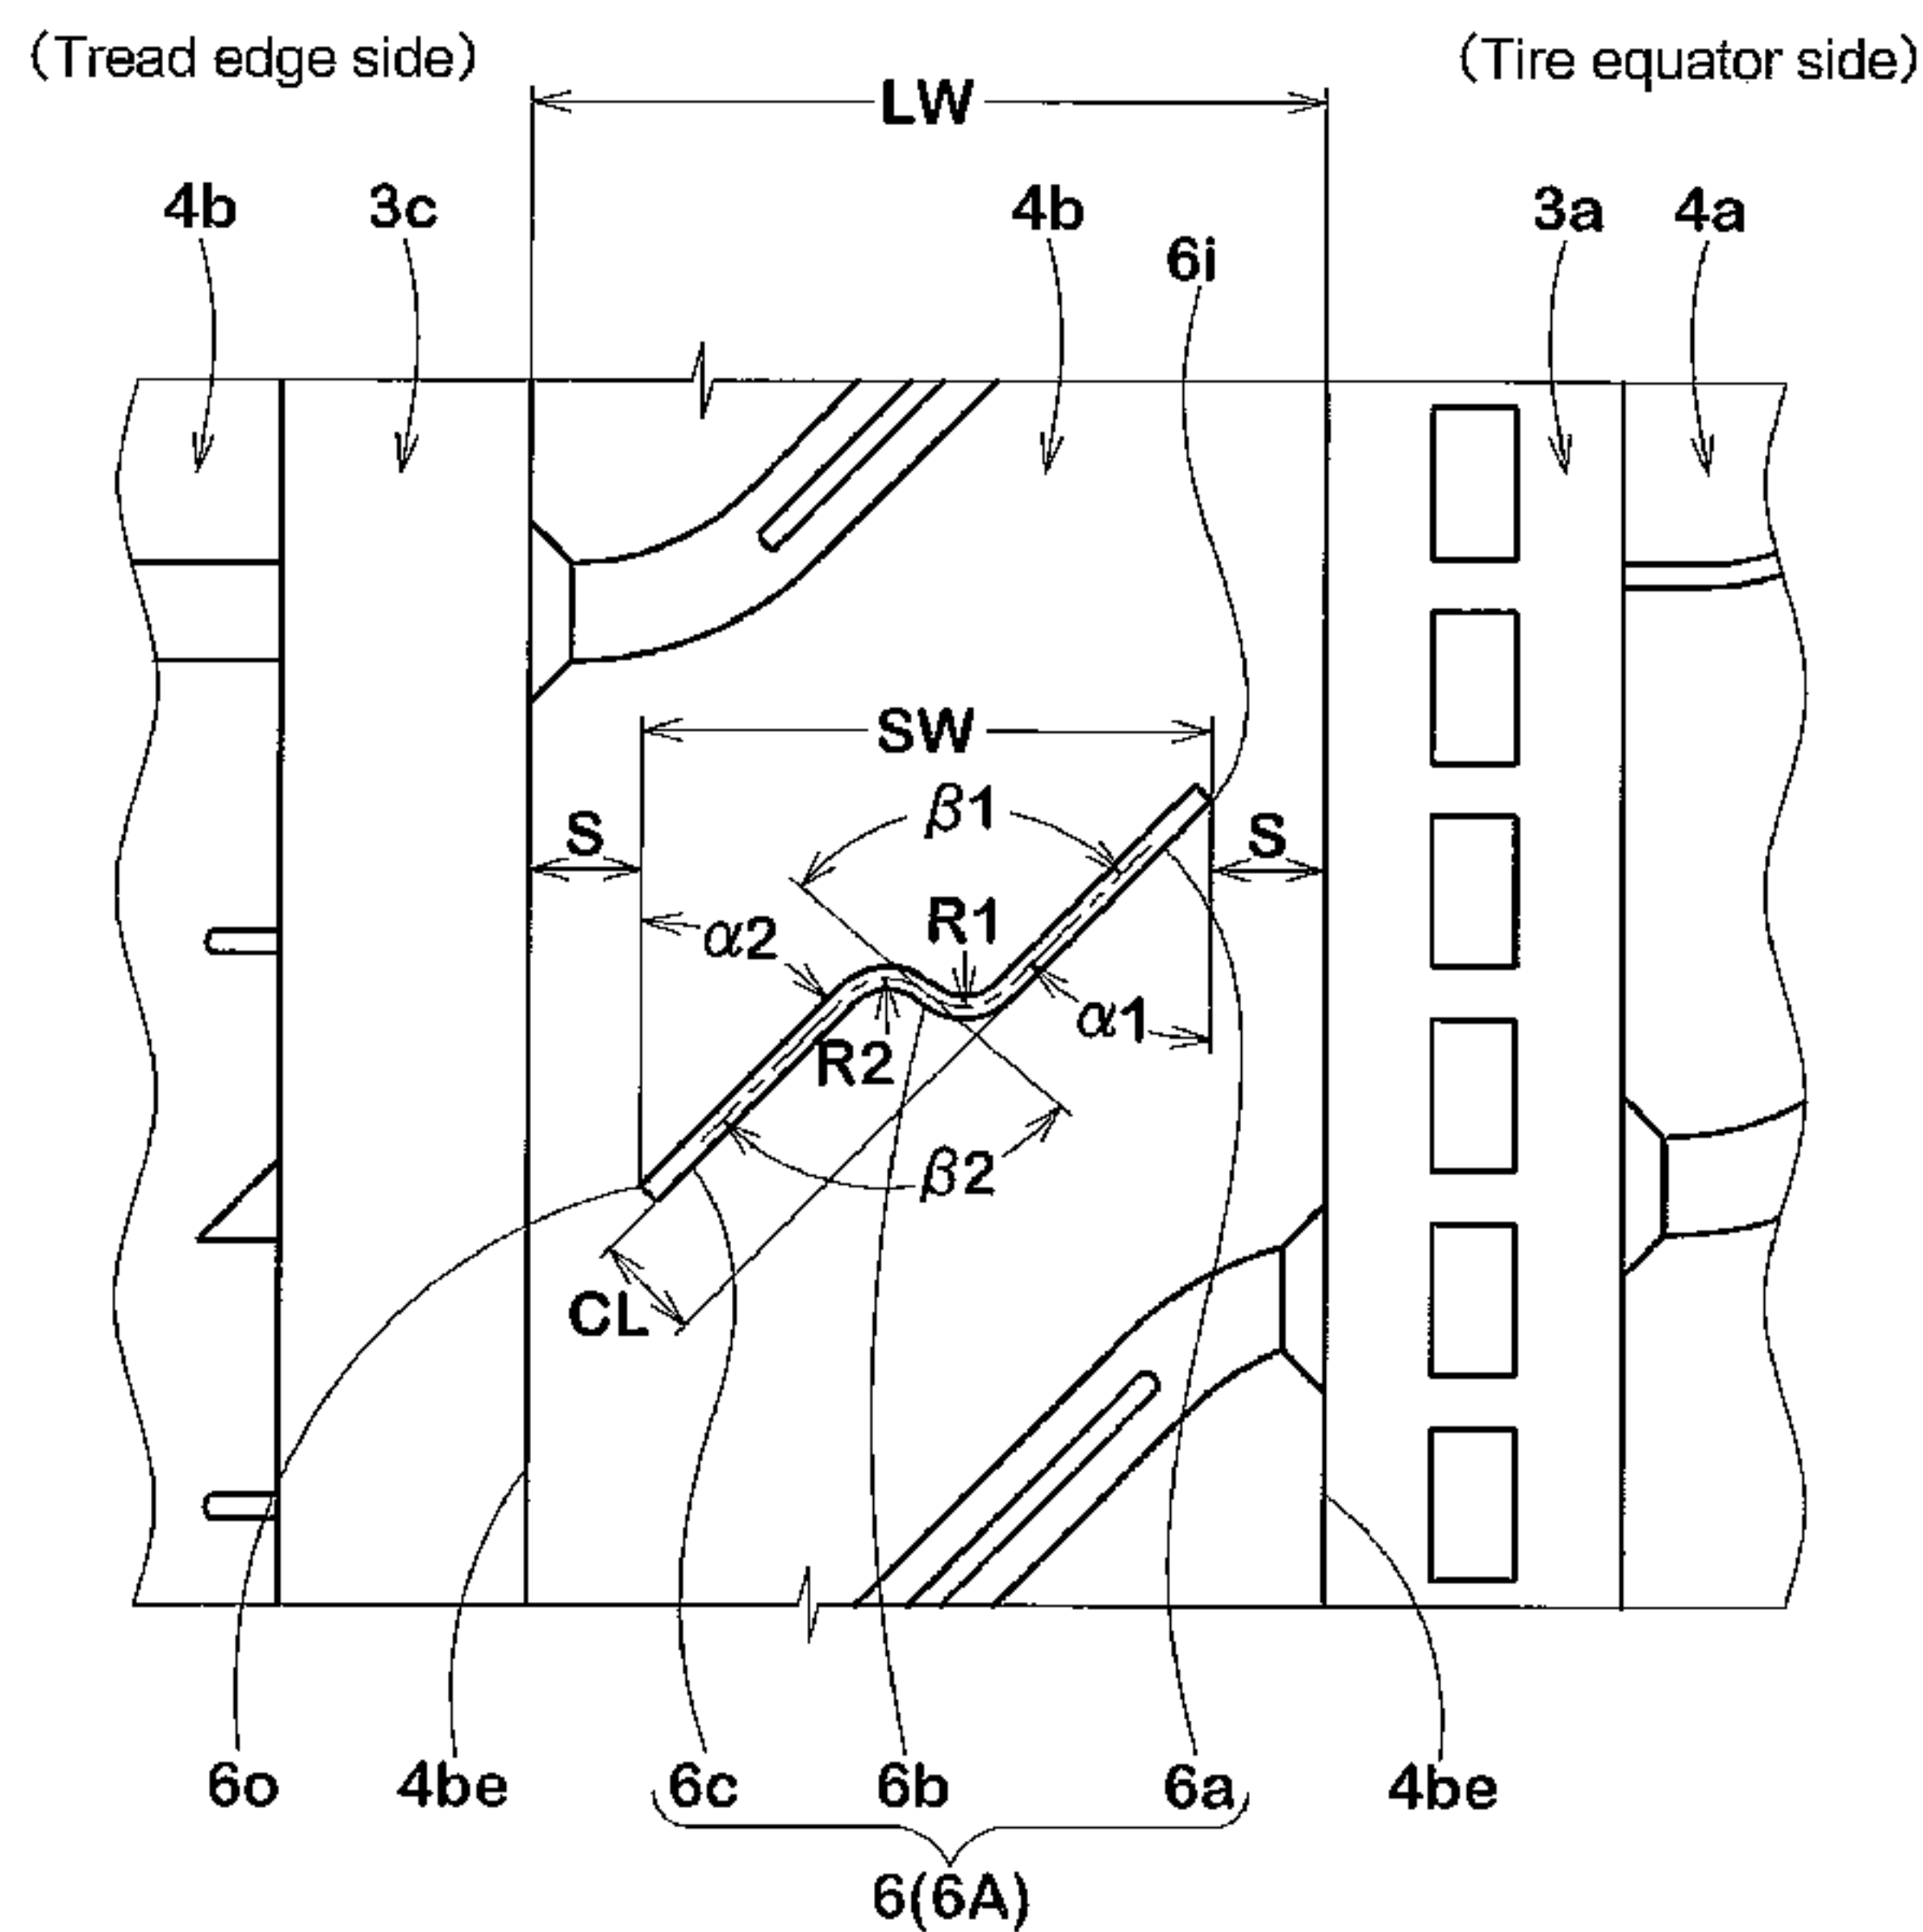 (Tread edge side)
(Tire equator side)
LW
4b
3c
4b
6i
3a
4a
SW
β1
S
S
R1
α2
α1
R2
β2
CL
6o
4be
6c
6b
6a
4be
6(6A)